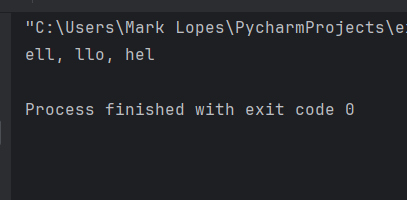 "C:\Users\Mark Lopes\PycharmProjects\e
ell, llo, hel
Process finished with exit code 0